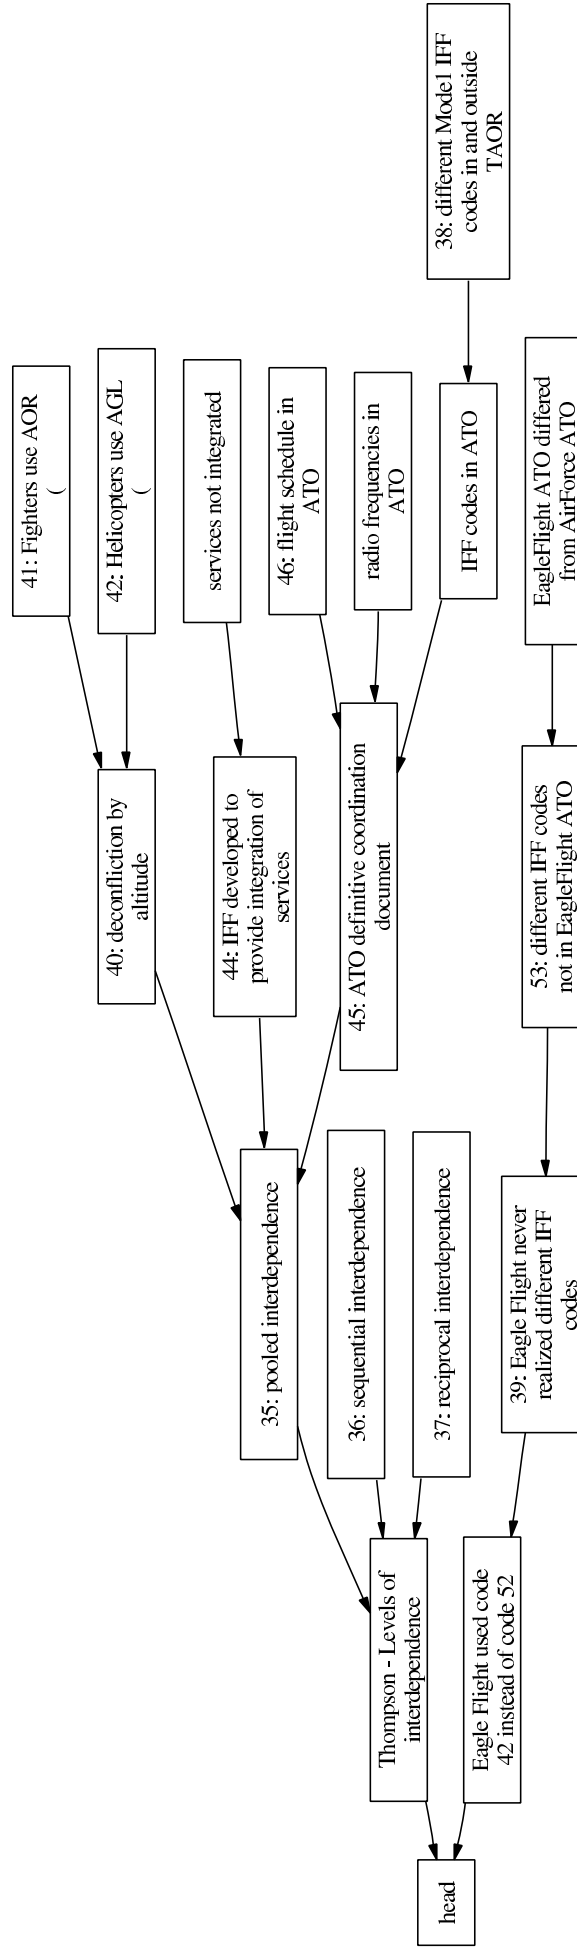 41: Fighters use AOR
(
42: Helicopters use AGL
(
services not integrated
46: flight schedule in
ATO
radio frequencies in
ATO
IFF codes in ATO
38: different Mode1 IFF
codes in and outside
TAOR
EagleFlight ATO differed
from AirForce ATO
40: deconfliction by
altitude
44: IFF developed to
provide integration of
services
45: ATO definitive coordination
document
53: different IFF codes
not in EagleFlight ATO
35: pooled interdependence
36: sequential interdependence
37: reciprocal interdependence
39: Eagle Flight never
realized different IFF
codes
Thompson - Levels of
interdependence
Eagle Flight used code
42 instead of code 52
head